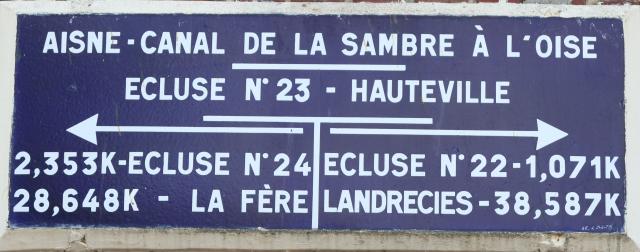 AISNE-CANAL DE LA SAMBRE À L'OISE
ECLUSE N°23 - HAUTEVILLE
2,353K-ECLUSE N°24 ECLUSE N°22-1,071K
28,648K - LA FÈRE LANDRECIES-38,587K